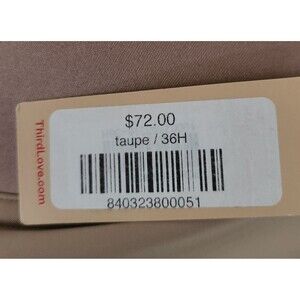 $72.00
taupe / 36H
840323800051
ThirdLove.com